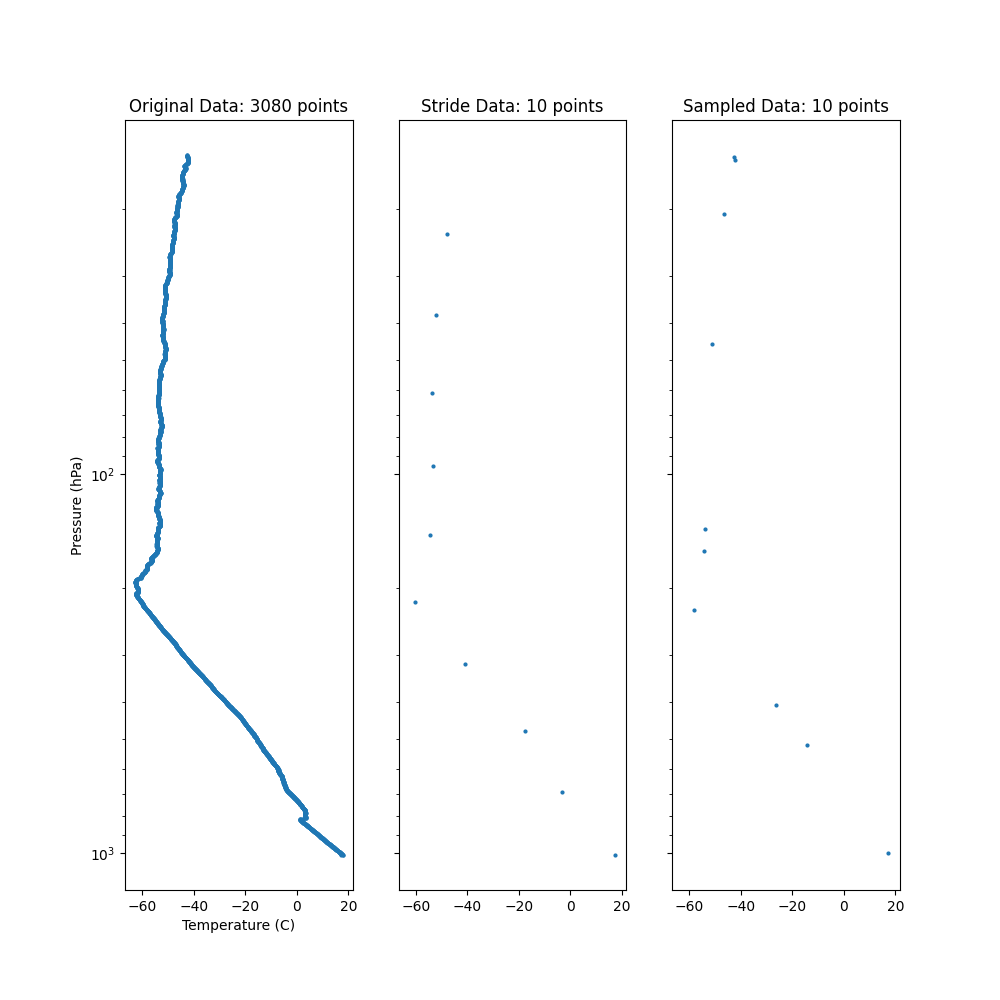 Original Data: 3080 points
Stride Data: 10 points
Sampled Data: 10 points
Pressure (hPa)
10²
10³
−60 −40 −20 0 20
−60 −40 −20 0 20
−60 −40 −20 0 20
Temperature (C)